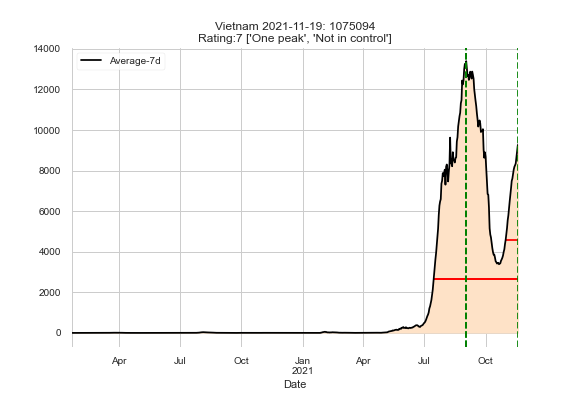 Vietnam 2021-11-19: 1075094
Rating:7 ['One peak', 'Not in control']
Average-7d
14000
12000
10000
8000
6000
4000
2000
0
Apr Jul Oct Jan Apr Jul Oct
2021
Date